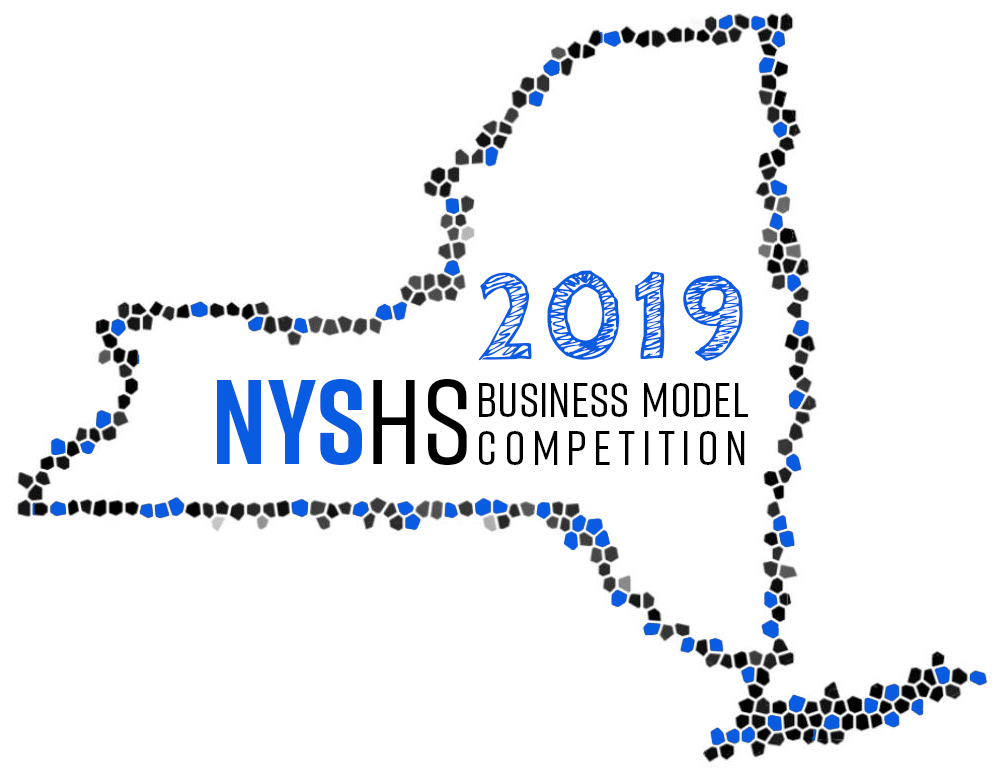 2019
NYSHS BUSINESS MODEL
COMPETITION